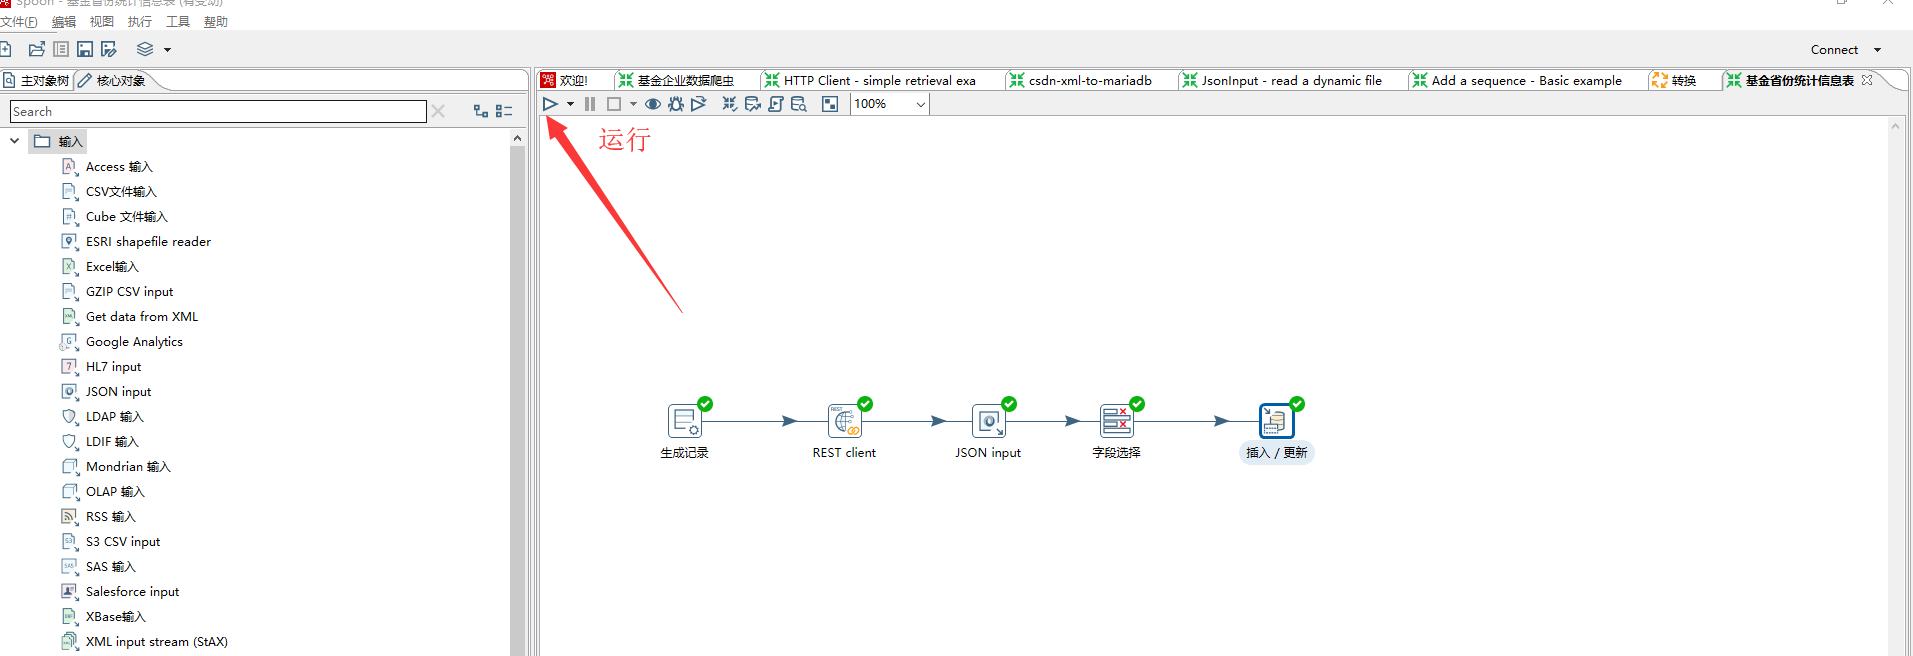 Spoon - 基金省份统计信息表 (有变动)
文件(F) 编辑 视图 执行 工具 帮助
Connect
主对象树 核心对象
欢迎! 基金企业数据爬虫 HTTP Client - simple retrieval exa csdn-xml-to-mariadb JsonInput - read a dynamic file Add a sequence - Basic example 转换 基金省份统计信息表
Search
100%
运行
输入
Access 输入
CSV文件输入
Cube 文件输入
ESRI shapefile reader
Excel输入
GZIP CSV input
Get data from XML
Google Analytics
HL7 input
JSON input
LDAP 输入
LDIF 输入
Mondrian 输入
OLAP 输入
RSS 输入
S3 CSV input
SAS 输入
Salesforce input
XBase输入
XML input stream (StAX)
生成记录 REST client JSON input 字段选择 插入 / 更新